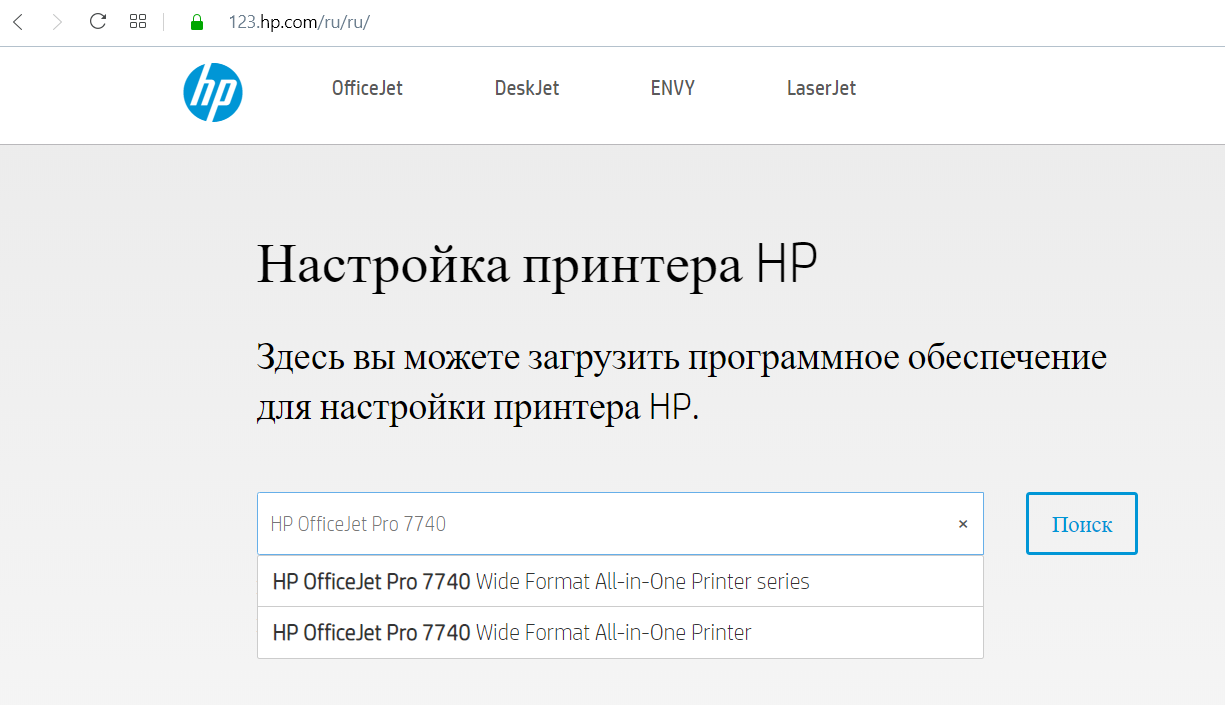 123.hp.com/ru/ru/
hp
OfficeJet DeskJet ENVY LaserJet
Настройка принтера HP
Здесь вы можете загрузить программное обеспечение
для настройки принтера HP.
HP OfficeJet Pro 7740 ×
Поиск
HP OfficeJet Pro 7740 Wide Format All-in-One Printer series
HP OfficeJet Pro 7740 Wide Format All-in-One Printer